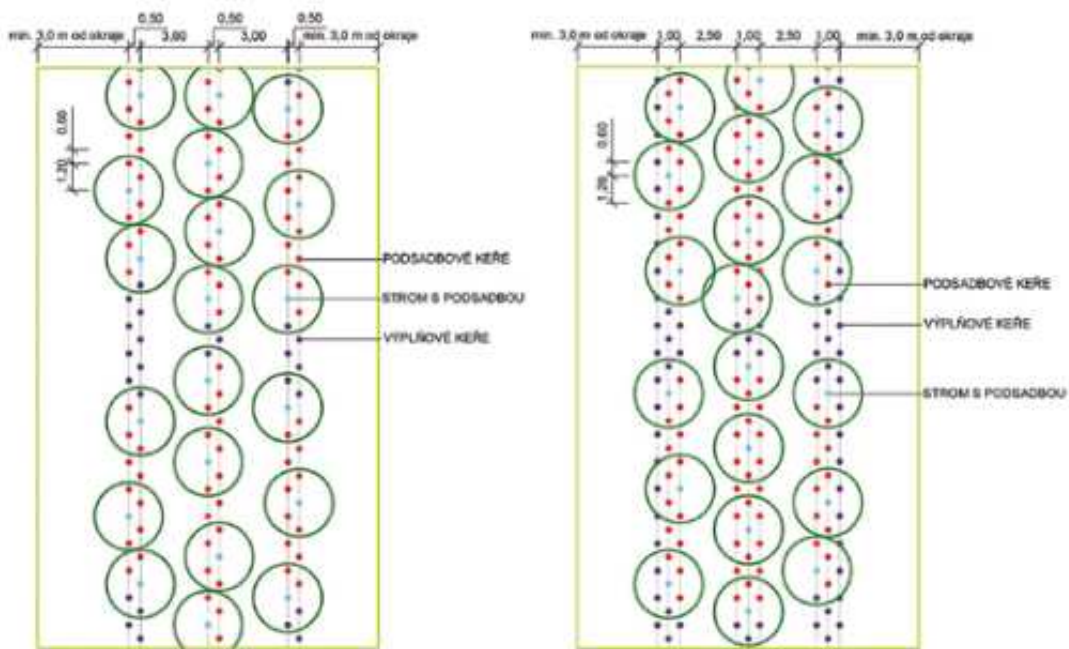 0,50 0,50 0,50
min. 3,0 m od okraje 3,00 3,00 min. 3,0 m od okraje
0,60
1,20
PODSADBOVÉ KEŘE
STROM S PODSADBOU
VÝPLŇOVÉ KEŘE
min. 3,0 m od okraje 1,00 2,50 1,00 2,50 1,00 min. 3,0 m od okraje
0,60
1,20
PODSADBOVÉ KEŘE
VÝPLŇOVÉ KEŘE
STROM S PODSADBOU